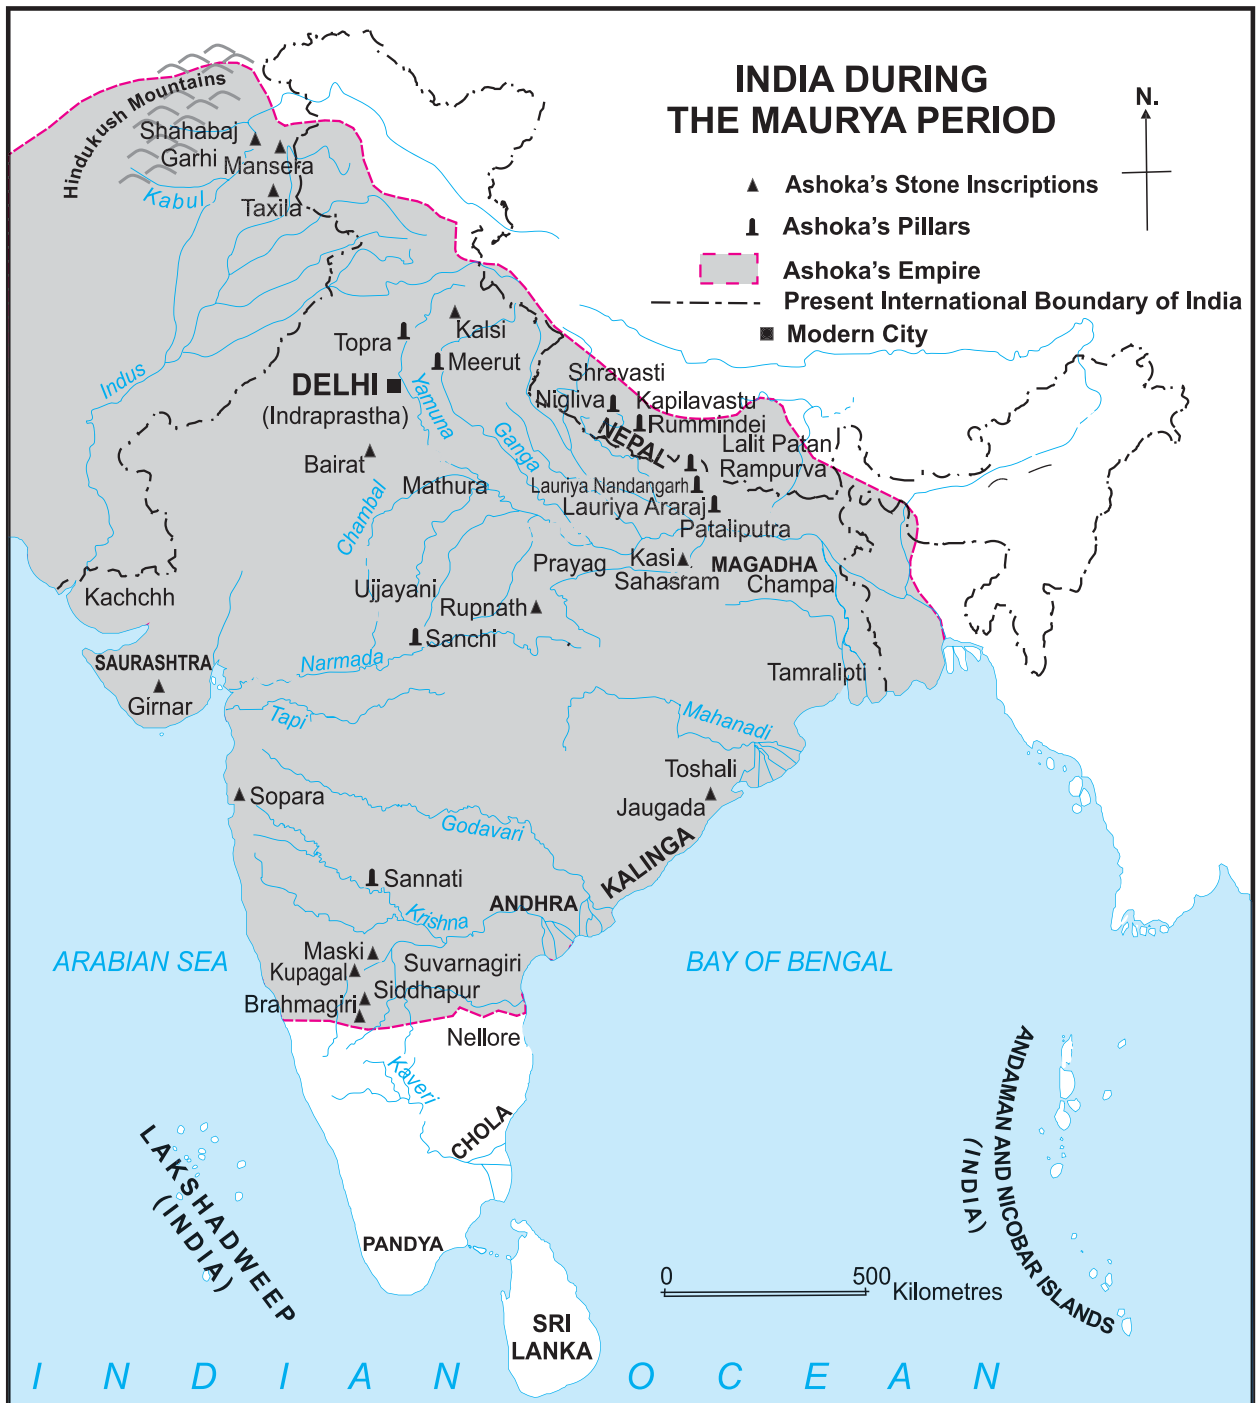 INDIA DURING
THE MAURYA PERIOD
N.
Ashoka's Stone Inscriptions
Ashoka's Pillars
Ashoka's Empire
Present International Boundary of India
Modern City
Hindukush Mountains
Shahabaj
Garhi
Mansera
Kabul
Taxila
Indus
Topra
Kalsi
Meerut
DELHI
(Indraprastha)
Yamuna
Ganga
Shravasti
Nigliva
Kapilavastu
Rummindei
NEPAL
Lalit Patan
Rampurva
Bairat
Mathura
Lauriya Nandangarh
Lauriya Araraj
Chambal
Pataliputra
Prayag
Kasi
MAGADHA
Sahasram
Champa
Kachchh
Ujjayani
Rupnath
Sanchi
SAURASHTRA
Narmada
Tamralipti
Girnar
Tapi
Mahanadi
Toshali
Sopara
Jaugada
Godavari
KALINGA
Sannati
ANDHRA
Krishna
ARABIAN SEA
Maski
Suvarnagiri
BAY OF BENGAL
Kupagal
Siddhapur
Brahmagiri
Nellore
Kaveri
CHOLA
LAKSHADWEEP
(INDIA)
ANDAMAN AND NICOBAR ISLANDS
(INDIA)
PANDYA
0 500
Kilometres
SRI
LANKA
INDIAN OCEAN